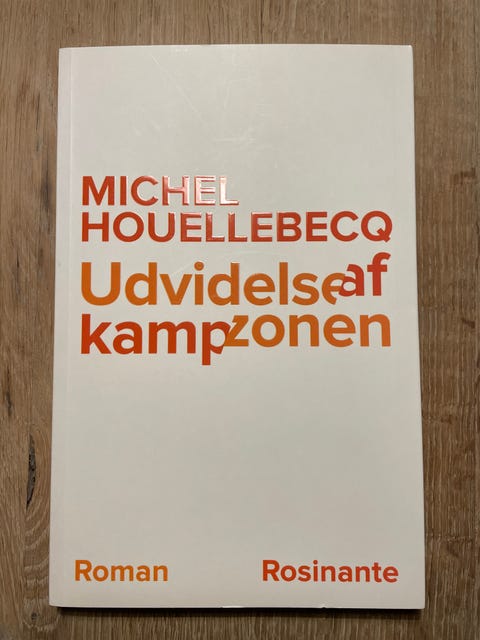 MICHEL
HOUELLEBECQ
Udvidelse af
kampzonen
Roman Rosinante